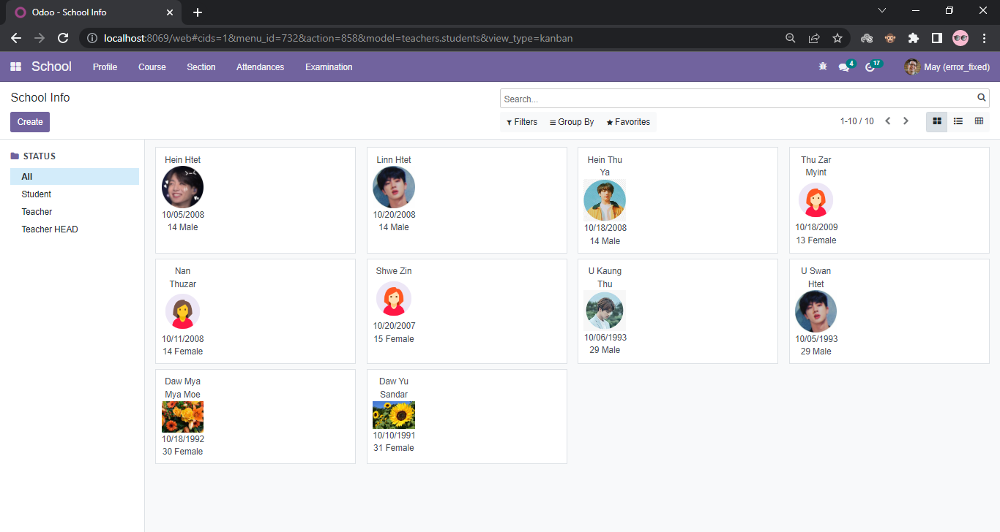 Odoo - School Info
localhost:8069/web#cids=1&menu_id=732&action=858&model=teachers.students&view_type=kanban
School Profile Course Section Attendances Examination 4 17 May (error_fixed)
School Info
Search...
Create
Filters Group By Favorites
1-10 / 10
STATUS
All
Student
Teacher
Teacher HEAD
Hein Htet
10/05/2008
14 Male
Linn Htet
10/20/2008
14 Male
Hein Thu
Ya
10/18/2008
14 Male
Thu Zar
Myint
10/18/2009
13 Female
Nan
Thuzar
10/11/2008
14 Female
Shwe Zin
10/20/2007
15 Female
U Kaung
Thu
10/06/1993
29 Male
U Swan
Htet
10/05/1993
29 Male
Daw Mya
Mya Moe
10/18/1992
30 Female
Daw Yu
Sandar
10/10/1991
31 Female